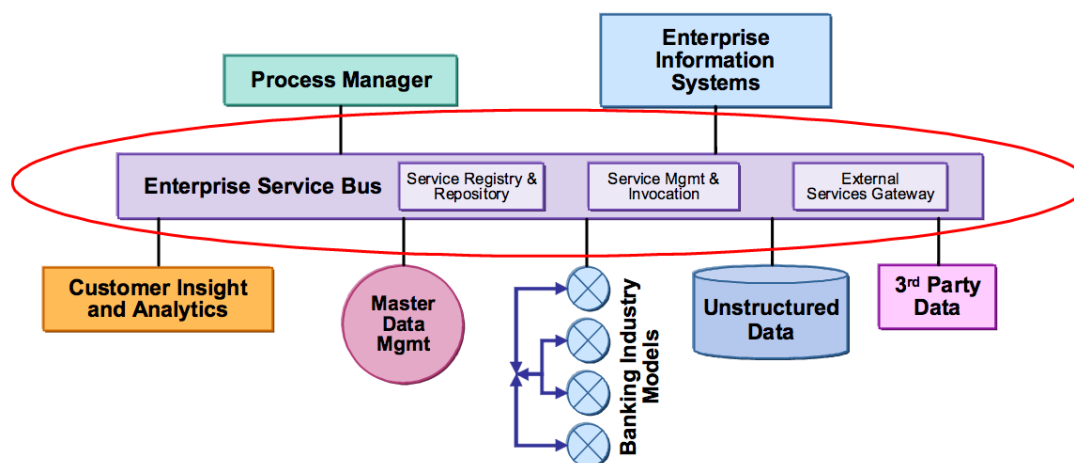 Process Manager
Enterprise
Information
Systems
Enterprise Service Bus
Service Registry &
Repository
Service Mgmt &
Invocation
External
Services Gateway
Customer Insight
and Analytics
Master
Data
Mgmt
Banking Industry
Models
Unstructured
Data
3rd Party
Data